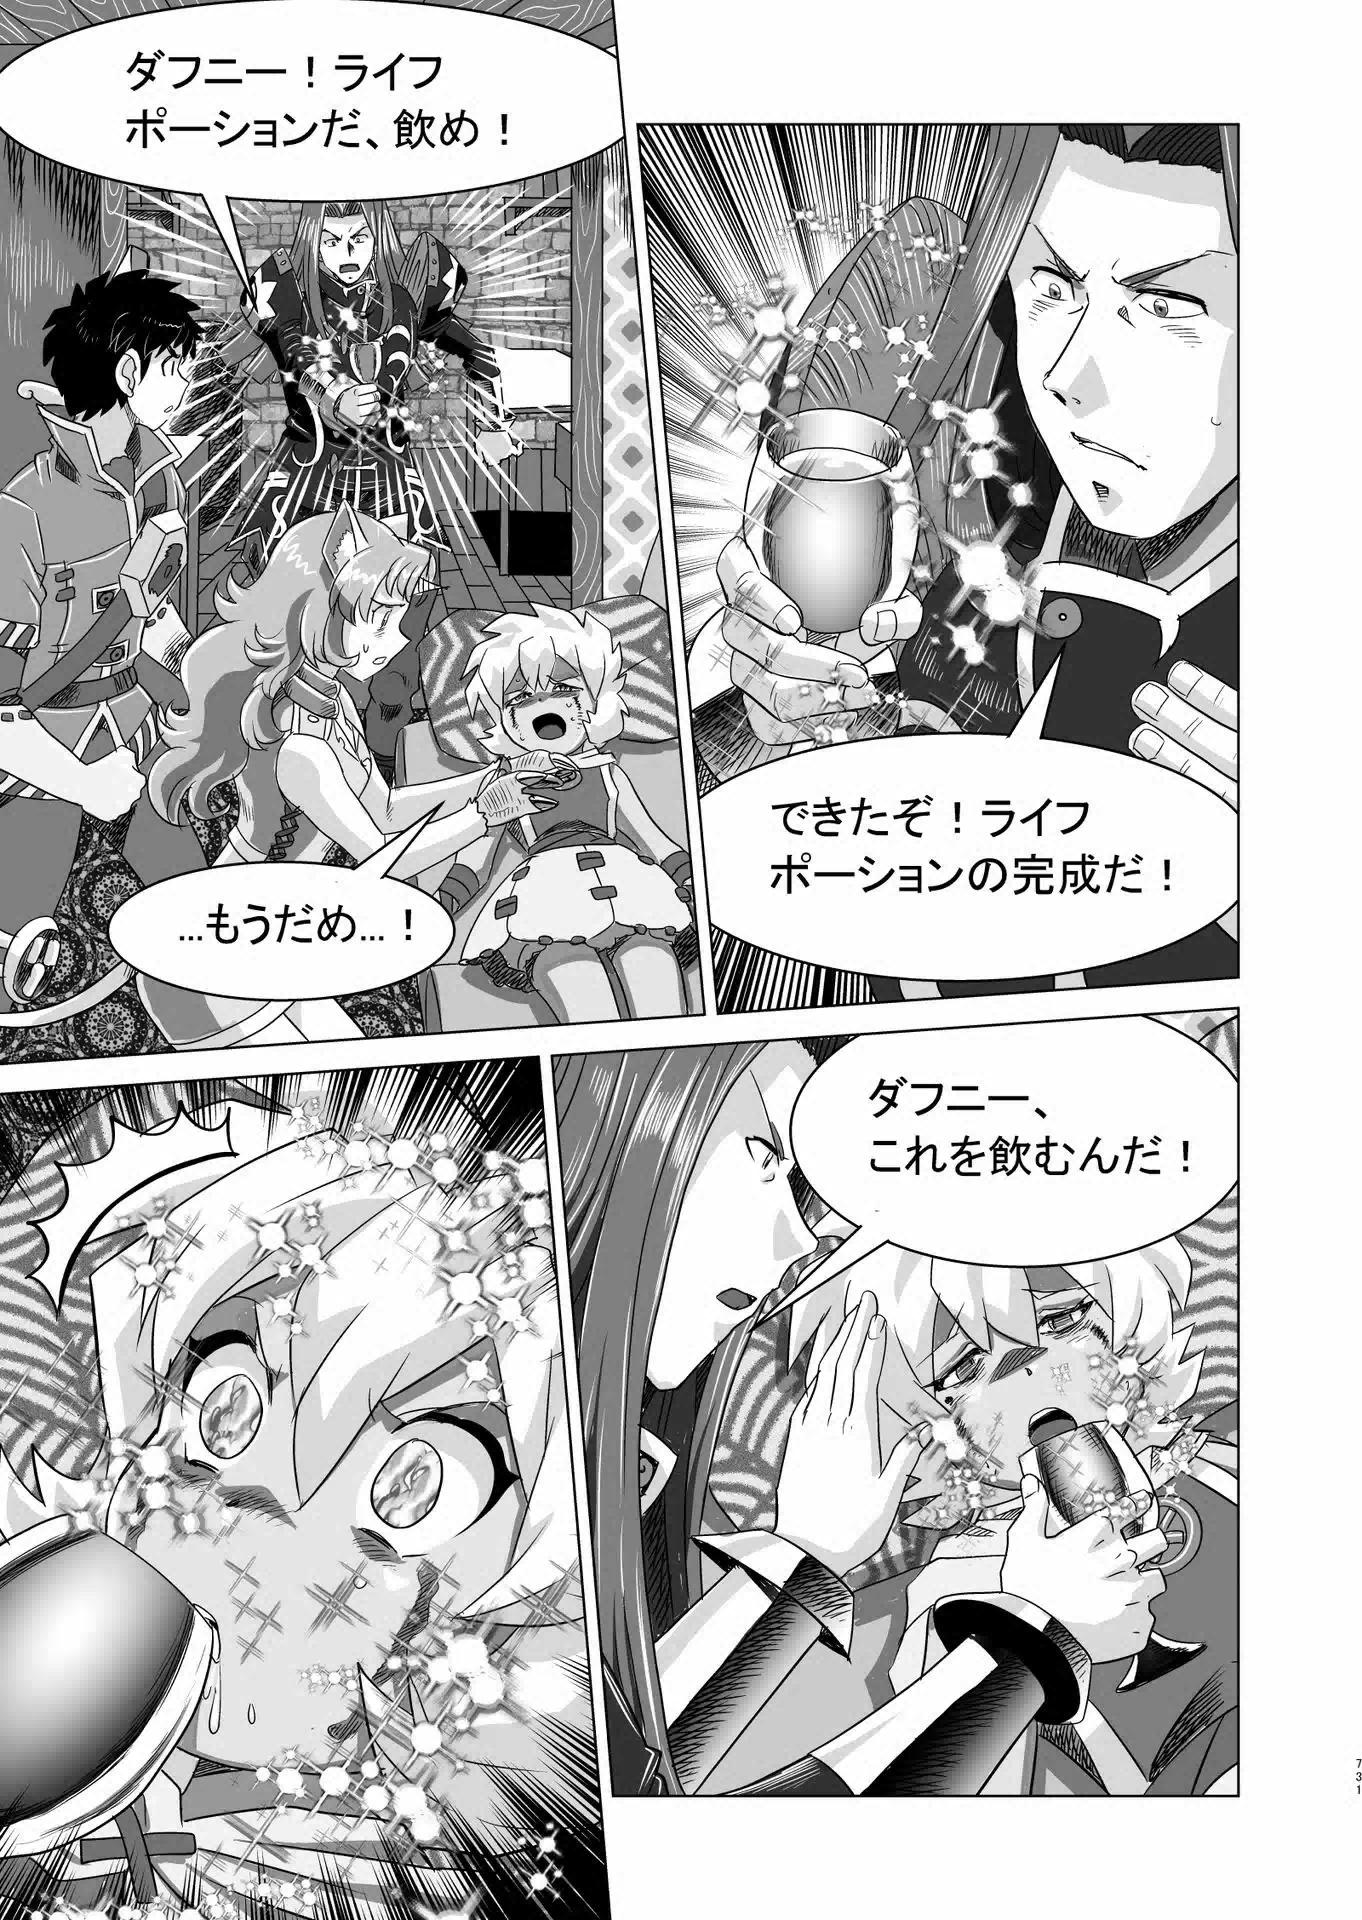 できたぞ！ライフ
ポーションの完成だ！
ダフニー！ライフ
ポーションだ、飲め！
…もうだめ…！
ダフニー、
これを飲むんだ！
731